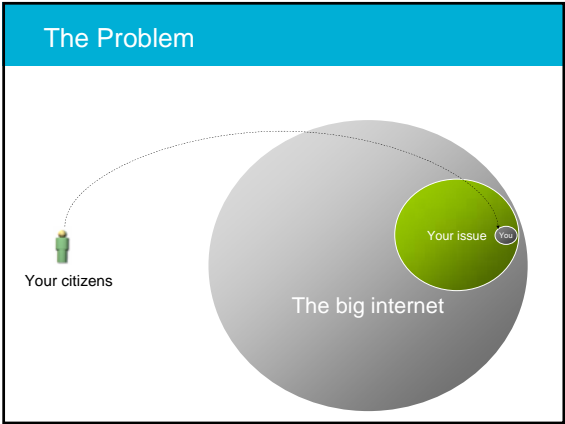 The Problem
Your issue
You
Your citizens
The big internet